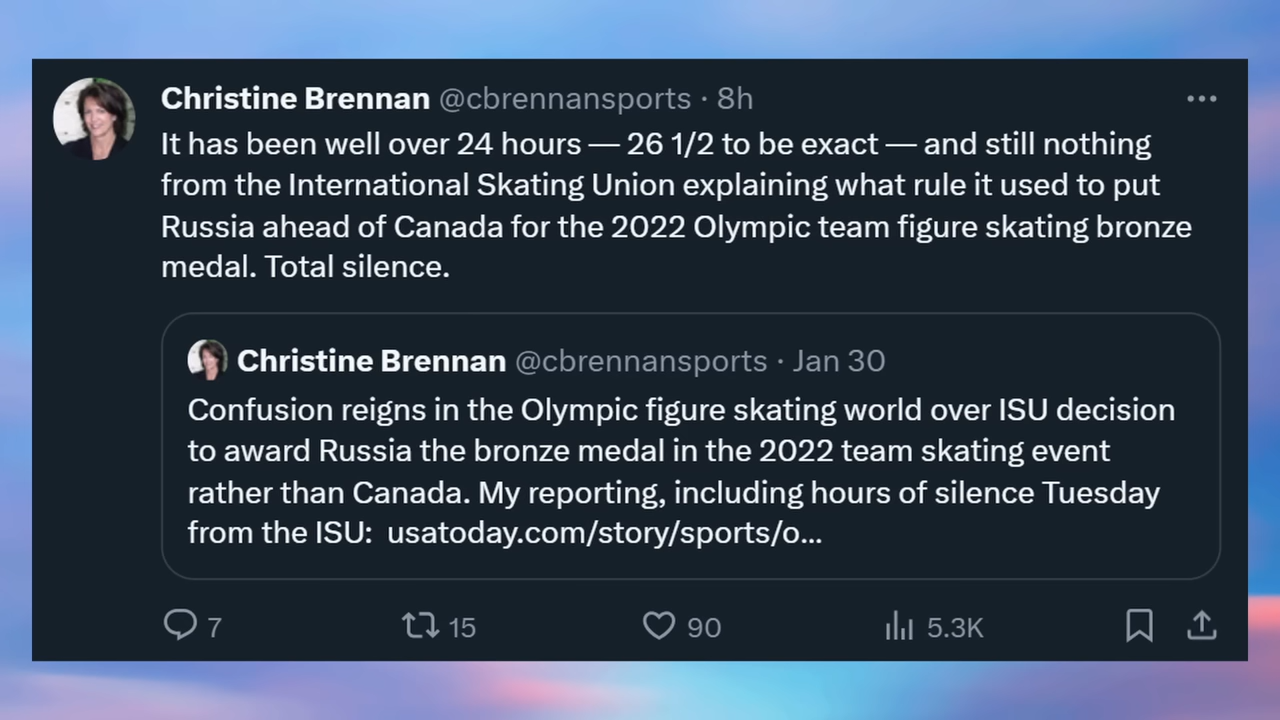 Christine Brennan @cbrennansports · 8h
It has been well over 24 hours — 26 1/2 to be exact — and still nothing
from the International Skating Union explaining what rule it used to put
Russia ahead of Canada for the 2022 Olympic team figure skating bronze
medal. Total silence.
Christine Brennan @cbrennansports · Jan 30
Confusion reigns in the Olympic figure skating world over ISU decision
to award Russia the bronze medal in the 2022 team skating event
rather than Canada. My reporting, including hours of silence Tuesday
from the ISU:  usatoday.com/story/sports/o...
7 15 90 5.3K